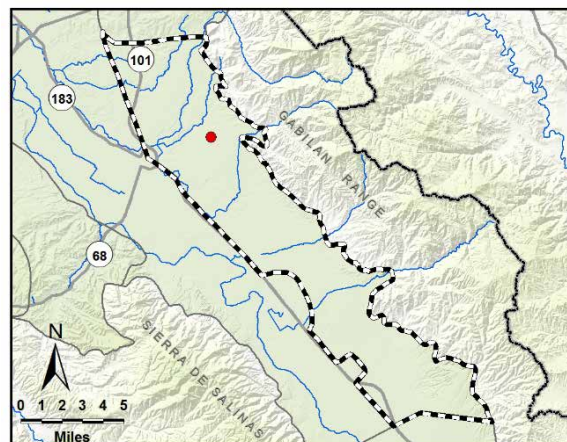 101
183
GABILAN RANGE
68
N
SIERRA DE SALINAS
0 1 2 3 4 5
Miles